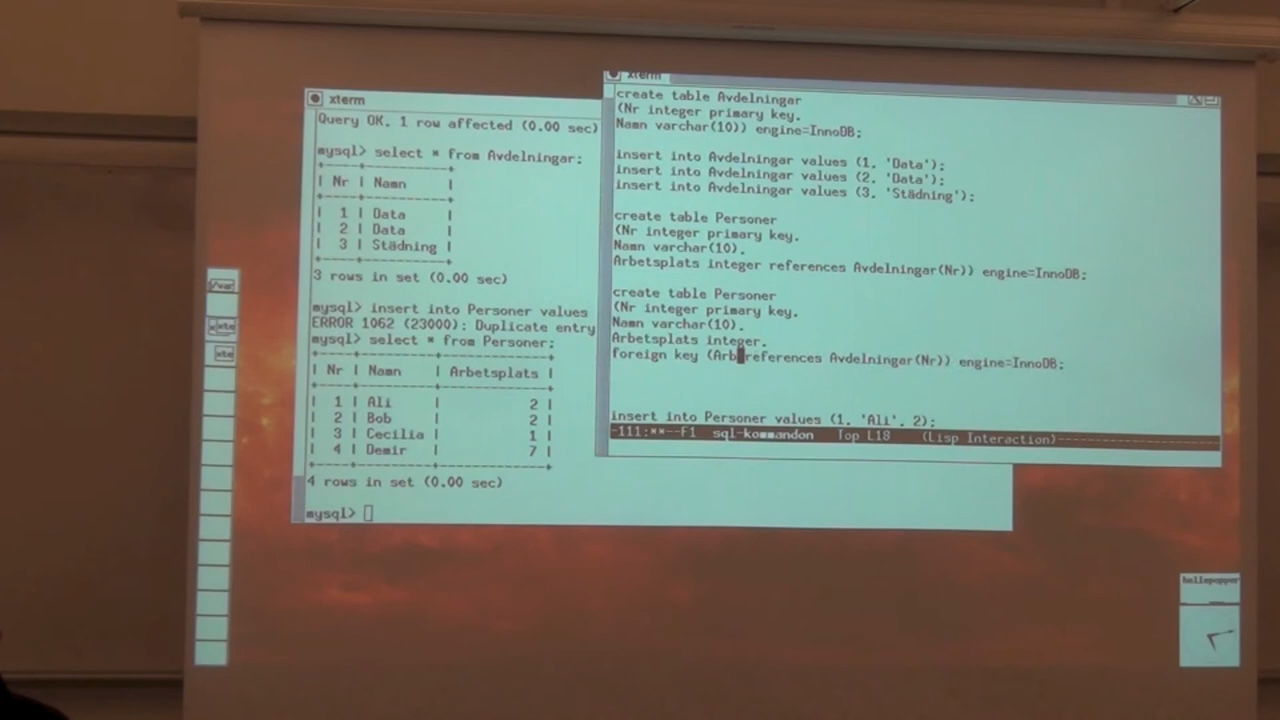 xterm
Query OK, 1 row affected (0.00 sec)
mysql> select * from Avdelningar;
| Nr | Namn |
| 1 | Data |
| 2 | Data |
| 3 | Städning |
3 rows in set (0.00 sec)
mysql> insert into Personer values
ERROR 1062 (23000): Duplicate entry
mysql> select * from Personer;
| Nr | Namn | Arbetsplats |
| 1 | Ali | 2 |
| 2 | Bob | 2 |
| 3 | Cecilia | 1 |
| 4 | Demir | 7 |
4 rows in set (0.00 sec)
mysql>
xterm
create table Avdelningar
(Nr integer primary key,
Namn varchar(10)) engine=InnoDB;
insert into Avdelningar values (1, 'Data');
insert into Avdelningar values (2, 'Data');
insert into Avdelningar values (3, 'Städning');
create table Personer
(Nr integer primary key,
Namn varchar(10),
Arbetsplats integer references Avdelningar(Nr)) engine=InnoDB;
create table Personer
(Nr integer primary key,
Namn varchar(10),
Arbetsplats integer,
foreign key (Arb references Avdelningar(Nr)) engine=InnoDB;
insert into Personer values (1, 'Ali', 2);
-111:**--F1 sql-kommandon Top L18 (Lisp Interaction)
/var
xte
xte